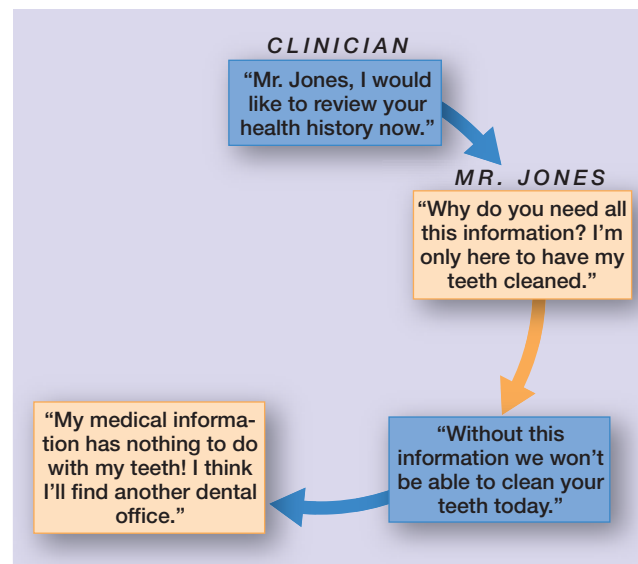 CLINICIAN
“Mr. Jones, I would
like to review your
health history now.”
MR. JONES
“Why do you need all
this information? I’m
only here to have my
teeth cleaned.”
“Without this
information we won’t
be able to clean your
teeth today.”
“My medical informa-
tion has nothing to do
with my teeth! I think
I’ll find another dental
office.”